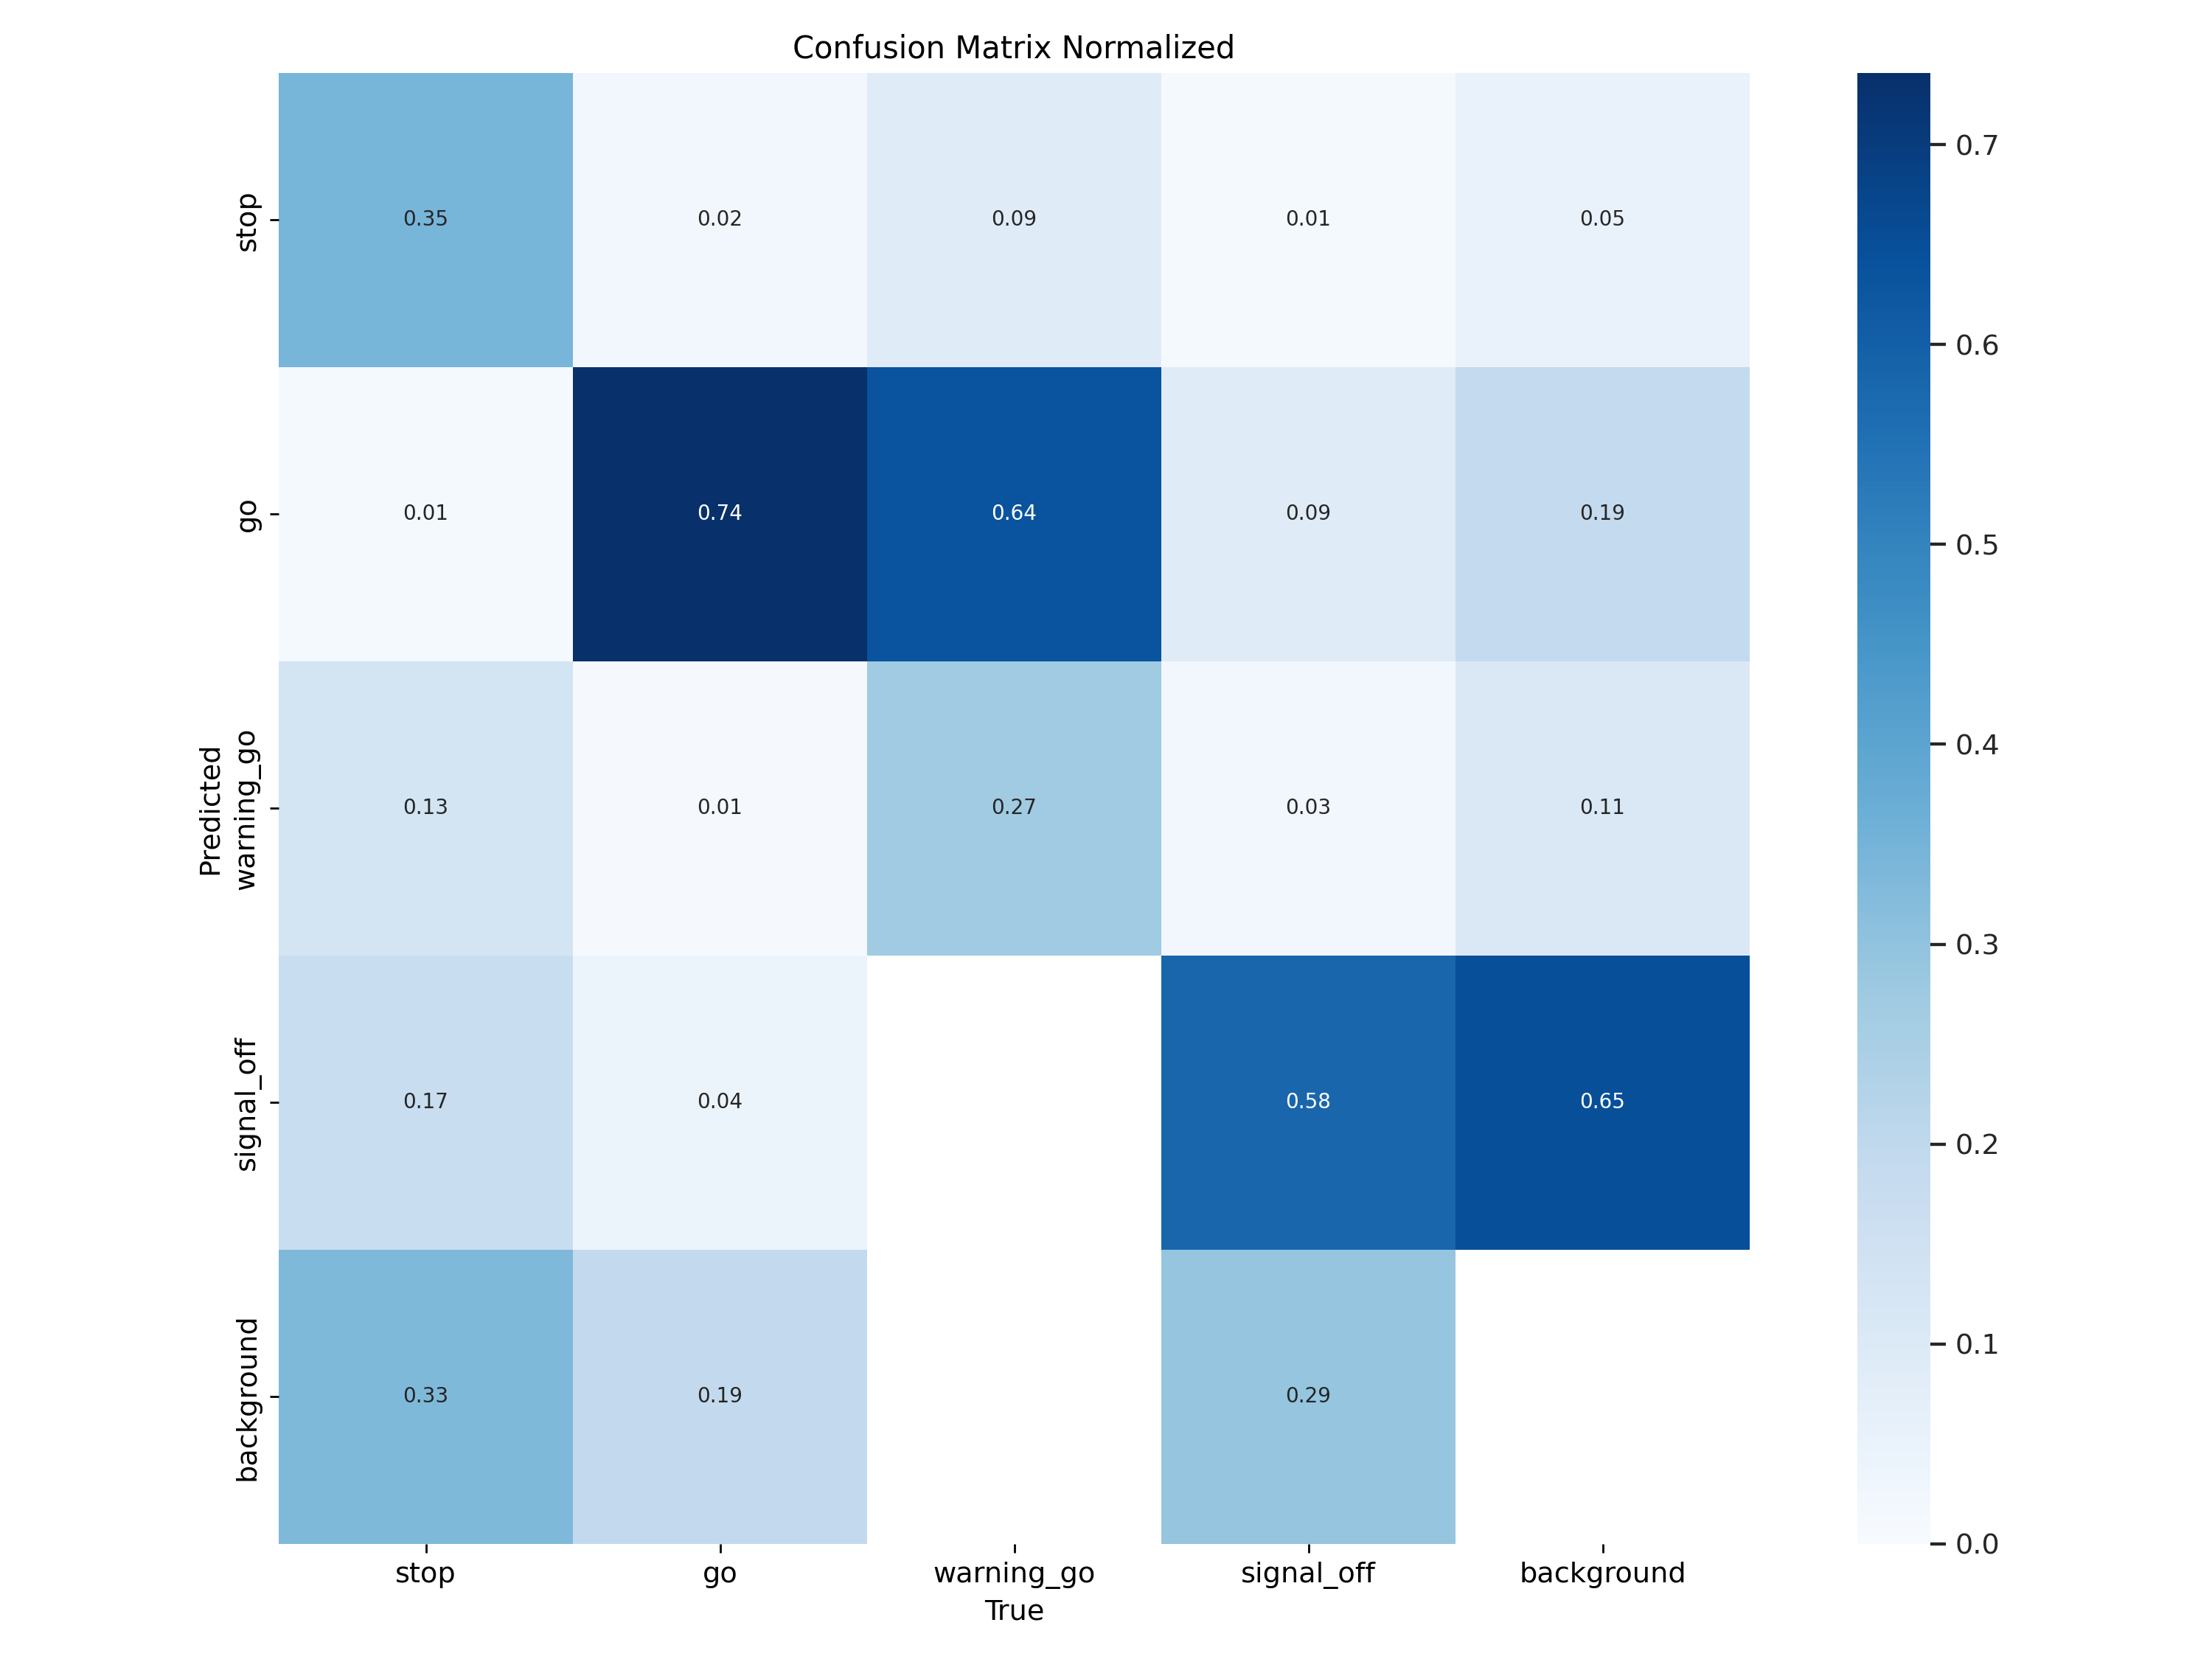 Confusion Matrix Normalized
stop
0.35
0.02
0.09
0.01
0.05
go
0.01
0.74
0.64
0.09
0.19
Predicted
warning_go
0.13
0.01
0.27
0.03
0.11
signal_off
0.17
0.04
0.58
0.65
background
0.33
0.19
0.29
stop
go
warning_go
signal_off
background
True
0.7
0.6
0.5
0.4
0.3
0.2
0.1
0.0